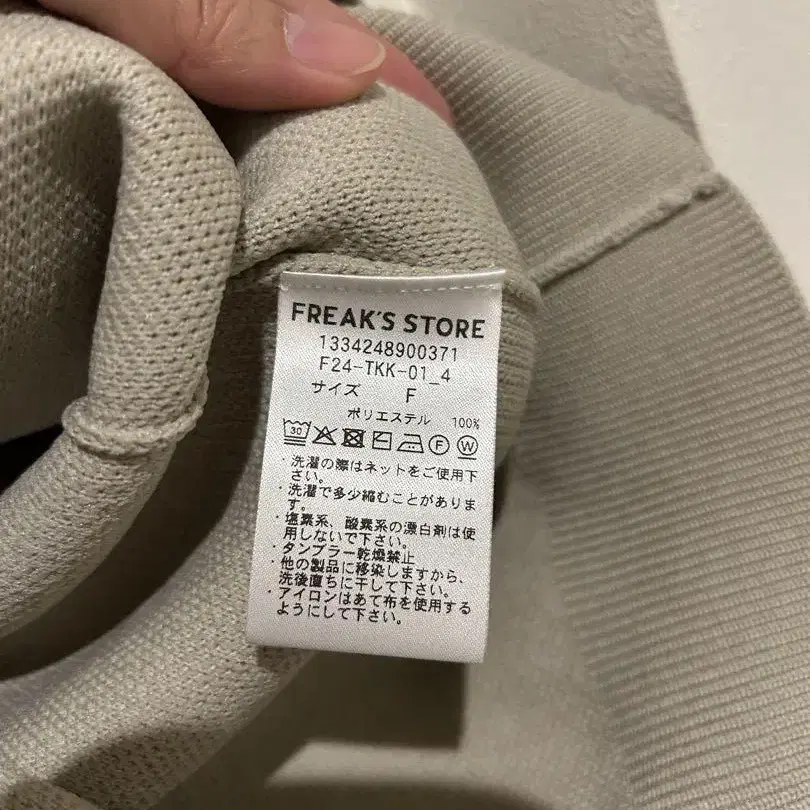 FREAK'S STORE
1334248900371
F24-TKK-01_4
サイズ F
ポリエステル 100%
30 F W
・洗濯の際はネットをご使用下
さい。
・洗濯で多少縮むことがありま
す。
・塩素系、酸素系の漂白剤は使
用しないで下さい。
・タンブラー乾燥禁止
・他の製品に移染しますから、
洗後直ちに干して下さい。
・アイロンはあて布を使用する
ようにして下さい。